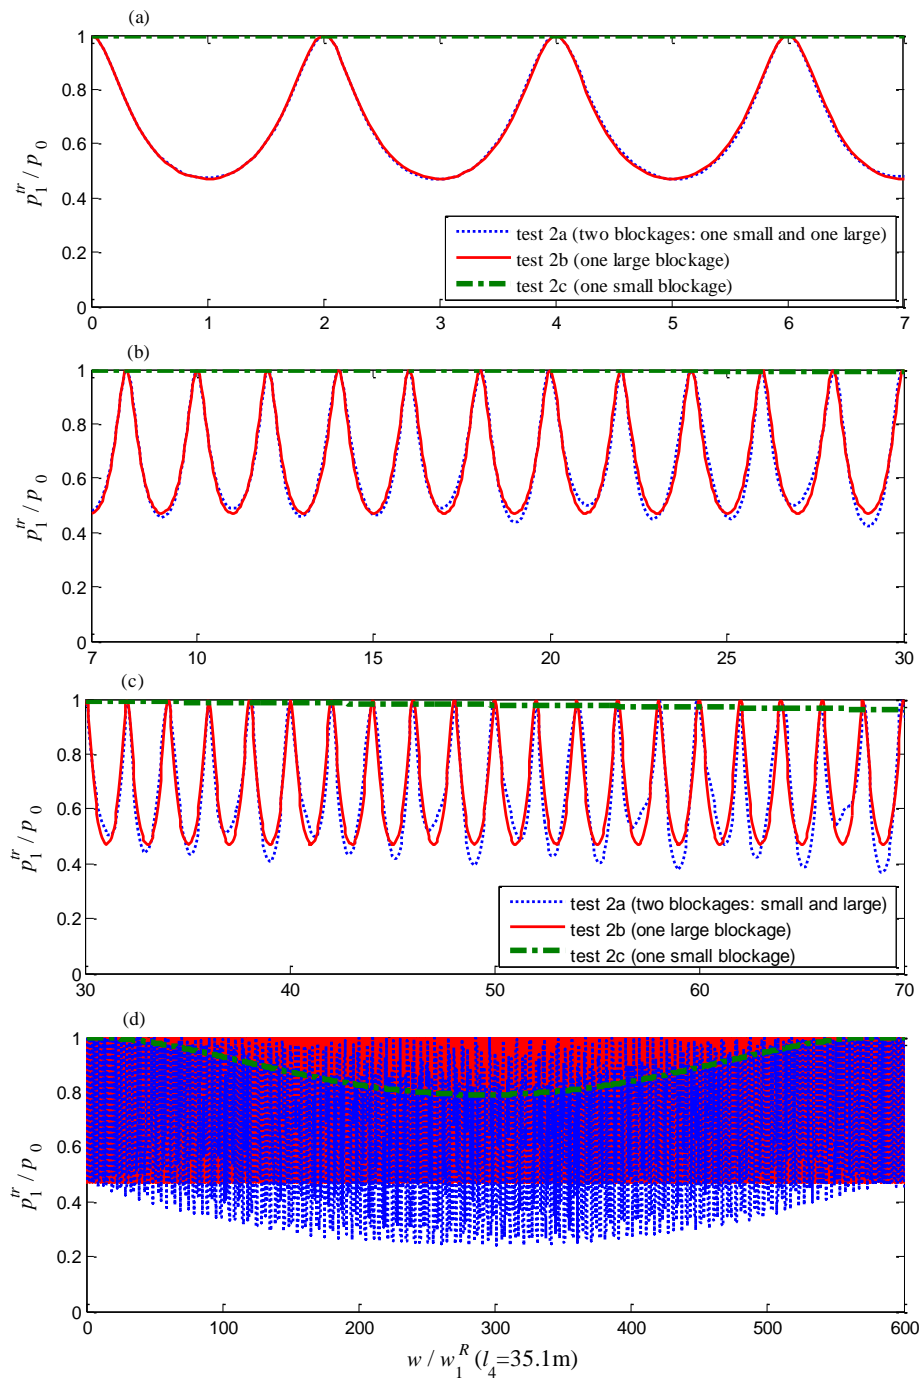 (a)
1
0.8
0.6
0.4
0.2
0
p₁ᵗʳ / p₀
test 2a (two blockages: one small and one large)
test 2b (one large blockage)
test 2c (one small blockage)
0 1 2 3 4 5 6 7
(b)
1
0.8
0.6
0.4
0.2
0
p₁ᵗʳ / p₀
7 10 15 20 25 30
(c)
1
0.8
0.6
0.4
0.2
0
p₁ᵗʳ / p₀
test 2a (two blockages: small and large)
test 2b (one large blockage)
test 2c (one small blockage)
30 40 50 60 70
(d)
1
0.8
0.6
0.4
0.2
0
p₁ᵗʳ / p₀
0 100 200 300 400 500 600
w / w₁ᴿ (l₄=35.1m)